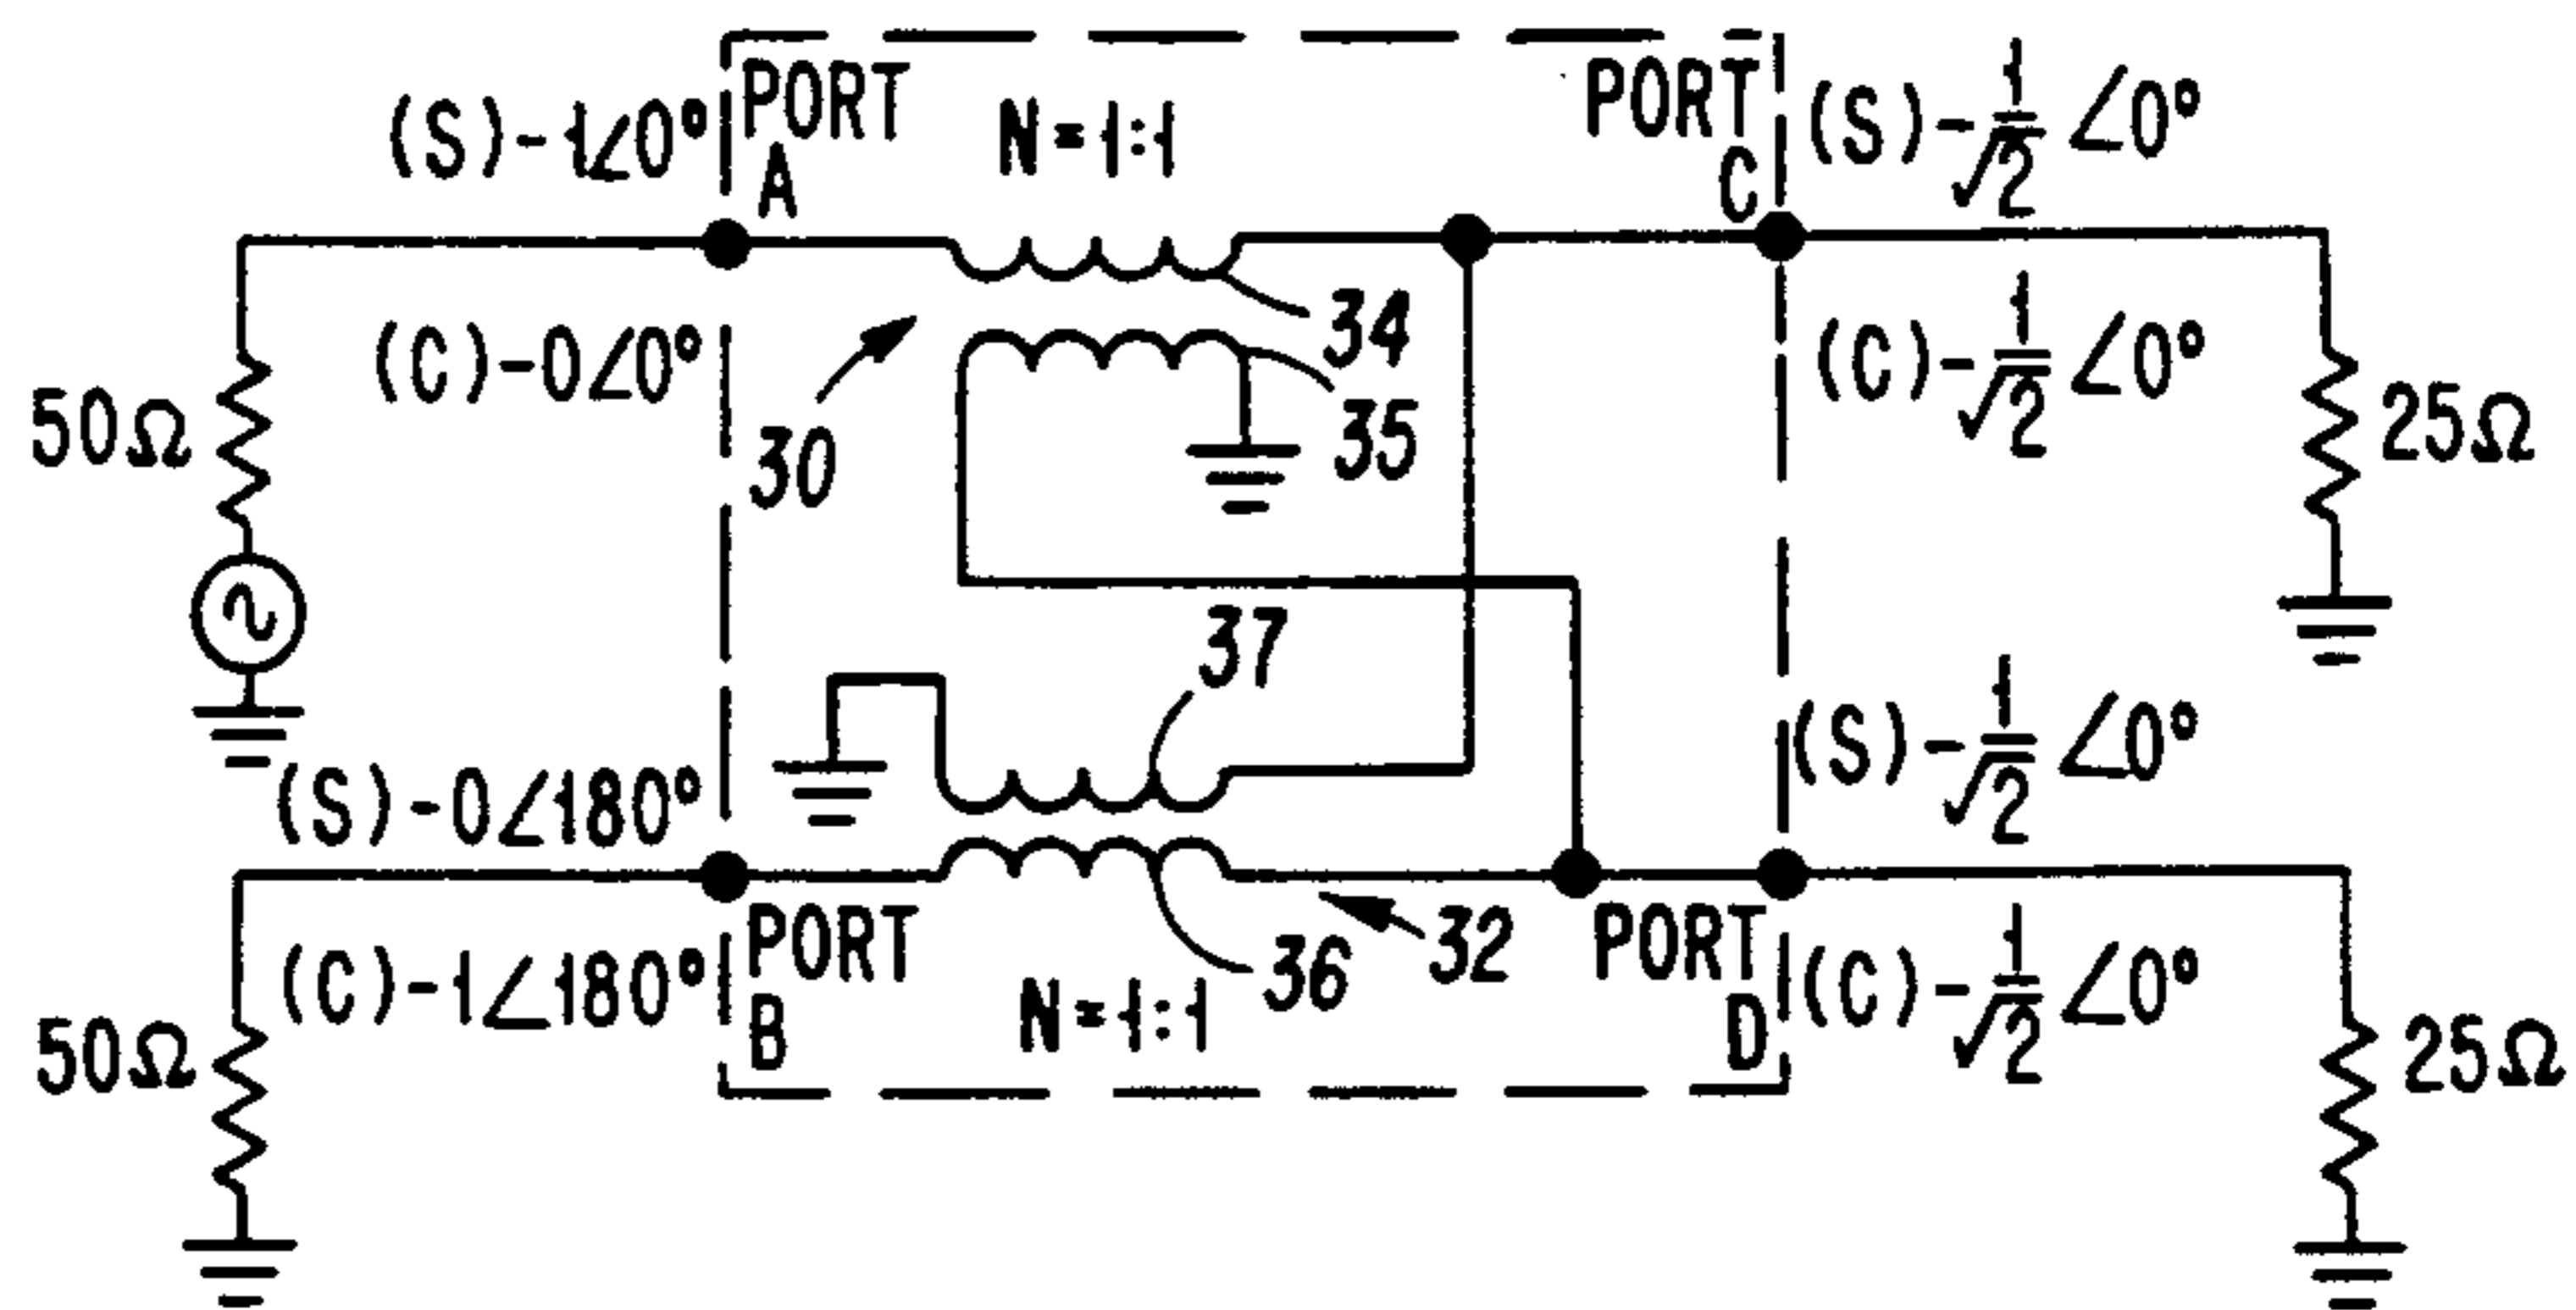 PORT A
N=1:1
PORT C
(S)-1∠0°
(C)-0∠0°
(S)-1/√2 ∠0°
(C)-1/√2 ∠0°
50Ω
30
34
35
25Ω
37
(S)-0∠180°
(C)-1∠180°
(S)-1/√2 ∠0°
(C)-1/√2 ∠0°
50Ω
PORT B
N=1:1
36
32
PORT D
25Ω